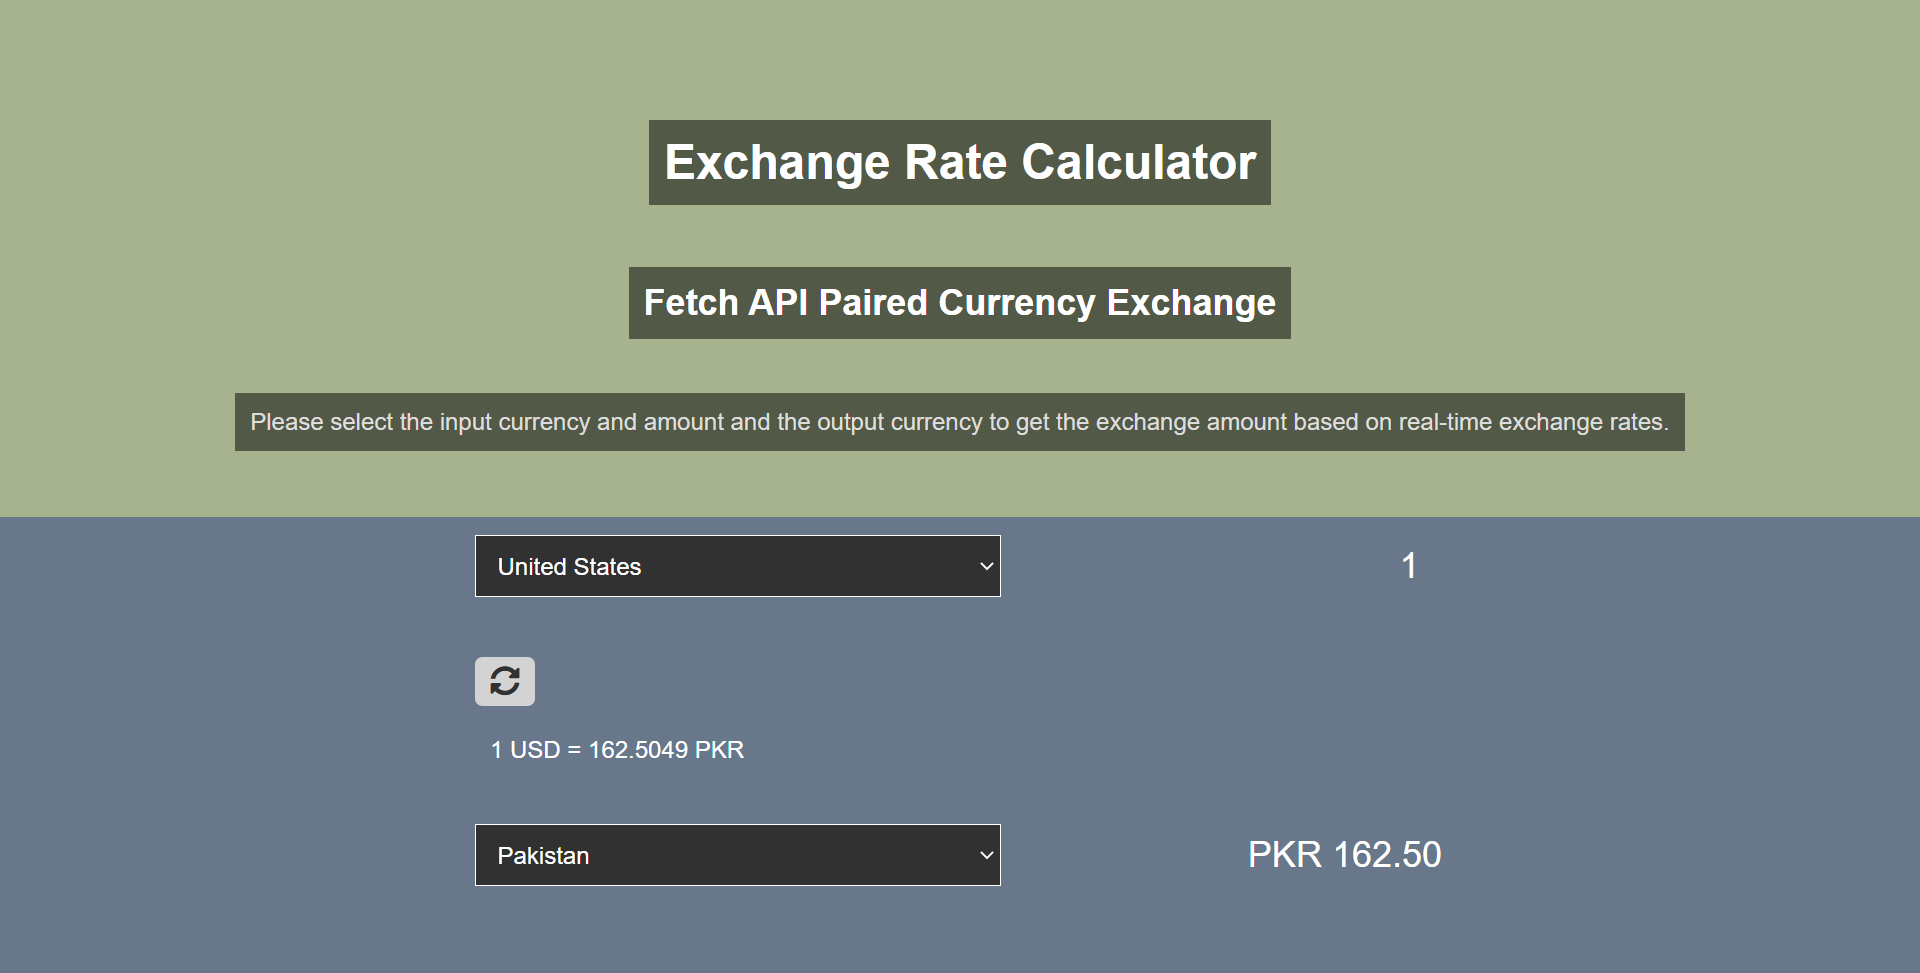 Exchange Rate Calculator
Fetch API Paired Currency Exchange
Please select the input currency and amount and the output currency to get the exchange amount based on real-time exchange rates.
United States
1
1 USD = 162.5049 PKR
Pakistan
PKR 162.50